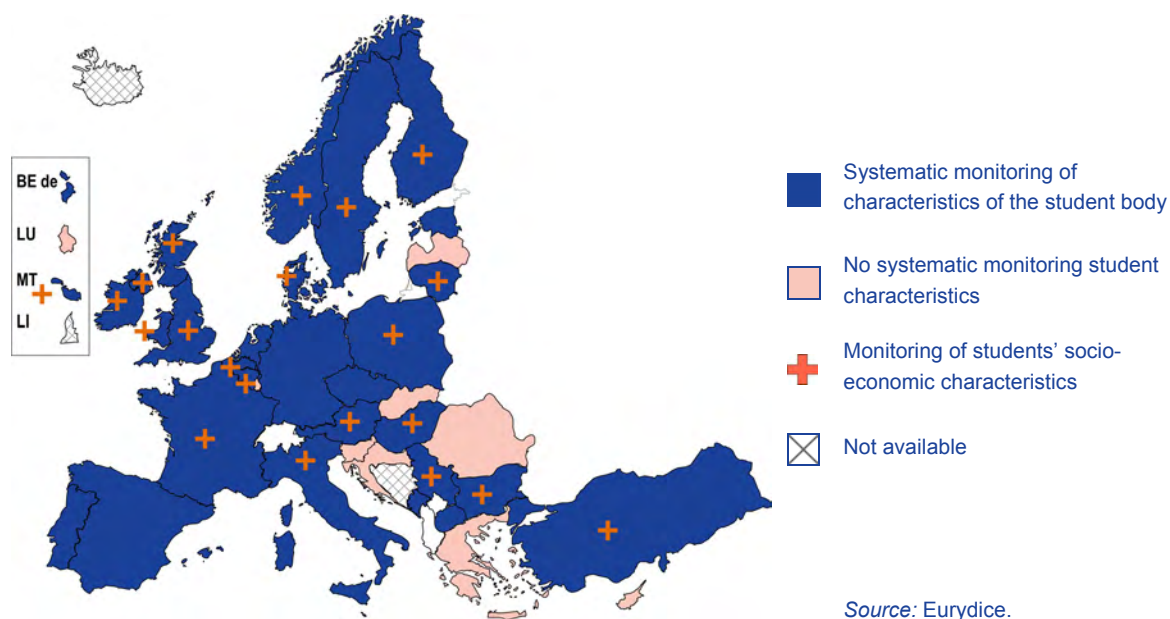 BE de
LU
MT
LI
Systematic monitoring of
characteristics of the student body
No systematic monitoring student
characteristics
Monitoring of students' socio-
economic characteristics
Not available
Source: Eurydice.